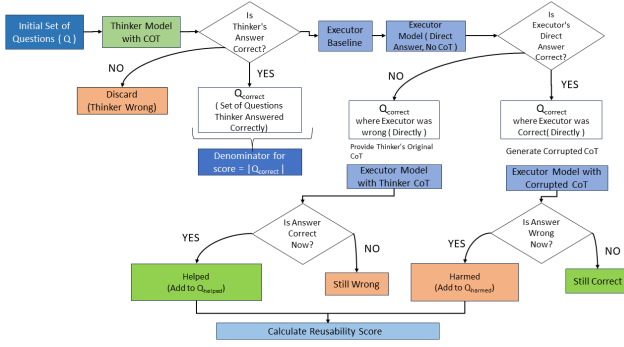 Initial Set of
Questions ( Q )
Thinker Model
with COT
Is
Thinker's
Answer
Correct?
Executor
Baseline
Executor
Model ( Direct
Answer, No CoT )
Is
Executor's
Direct
Answer
Correct?
NO
YES
NO
YES
Discard
(Thinker Wrong)
Qcorrect
( Set of Questions
Thinker Answered
Correctly)
Qcorrect
where Executor was
wrong ( Directly )
Qcorrect
where Executor was
Correct( Directly )
Denominator for
score = |Qcorrect |
Provide Thinker's Original
CoT
Generate Corrupted CoT
Executor Model
with Thinker CoT
Executor Model with
Corrupted CoT
Is Answer
Correct
Now?
Is Answer
Wrong
Now?
YES
NO
YES
NO
Helped
(Add to Qhelped)
Still Wrong
Harmed
(Add to Qharmed)
Still Correct
Calculate Reusability Score